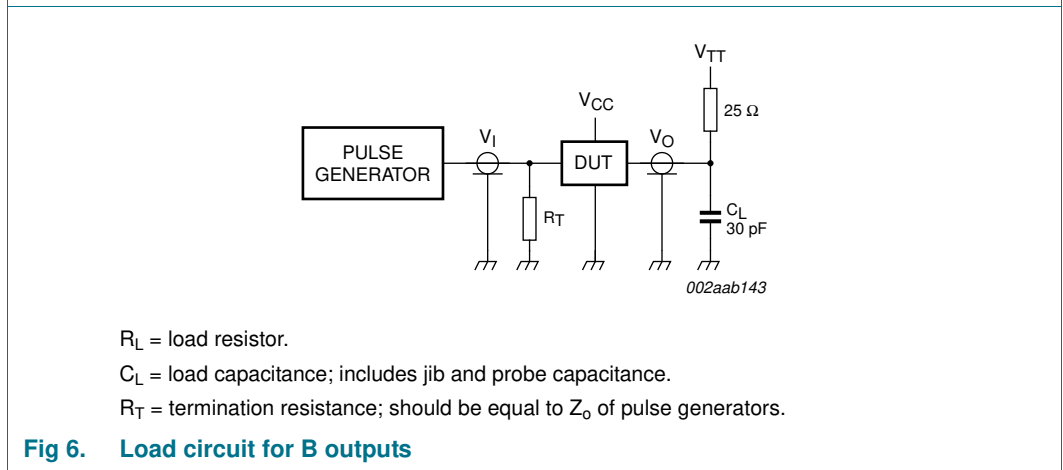 VTT
25 Ω
VCC
VI
VO
PULSE
GENERATOR
DUT
RT
CL
30 pF
002aab143
RL = load resistor.
CL = load capacitance; includes jib and probe capacitance.
RT = termination resistance; should be equal to Zo of pulse generators.
Fig 6. Load circuit for B outputs